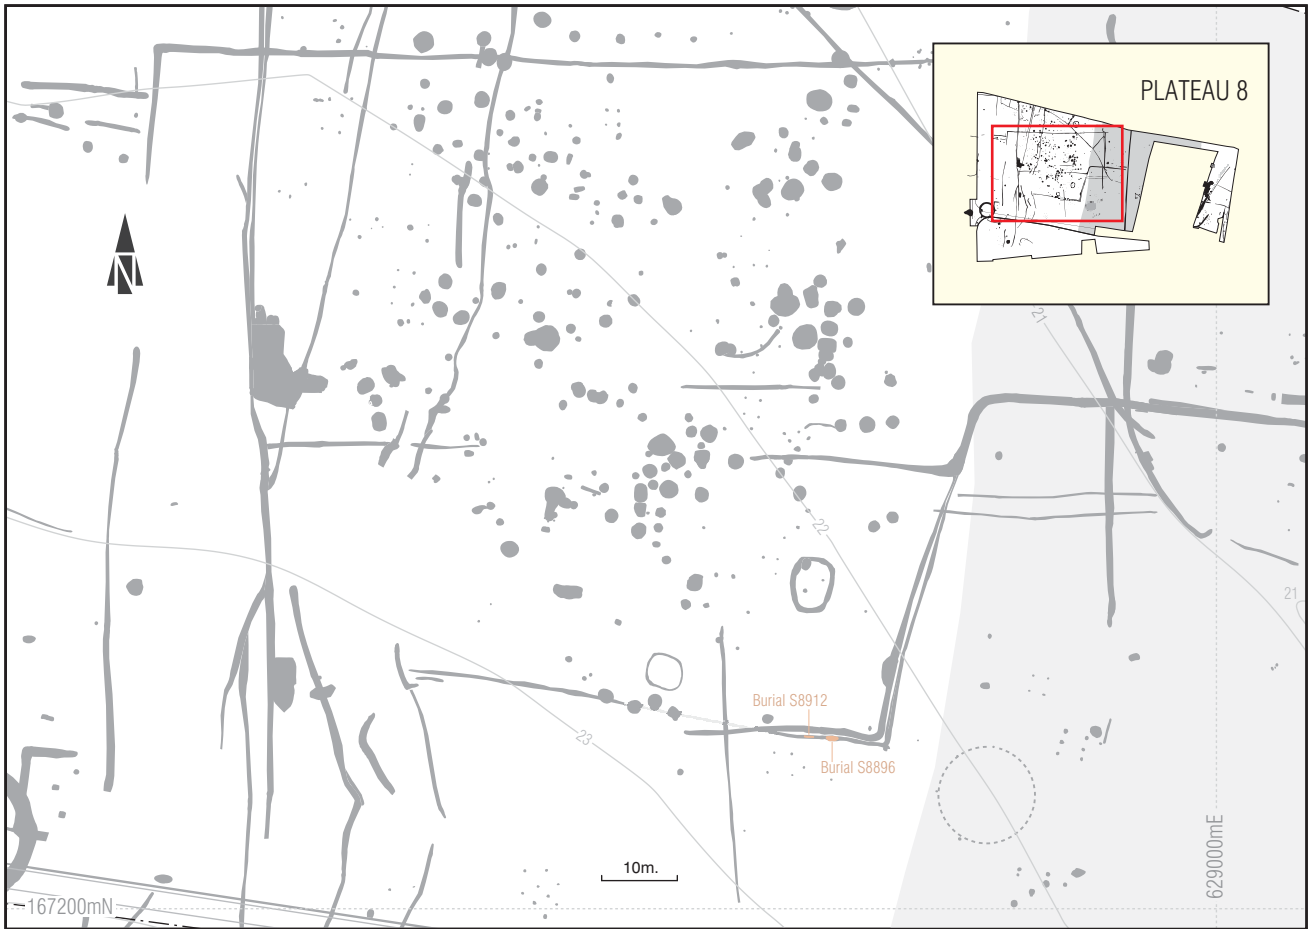 PLATEAU 8
N
21
22
21
Burial S8912
23
Burial S8896
10m.
629000mE
167200mN